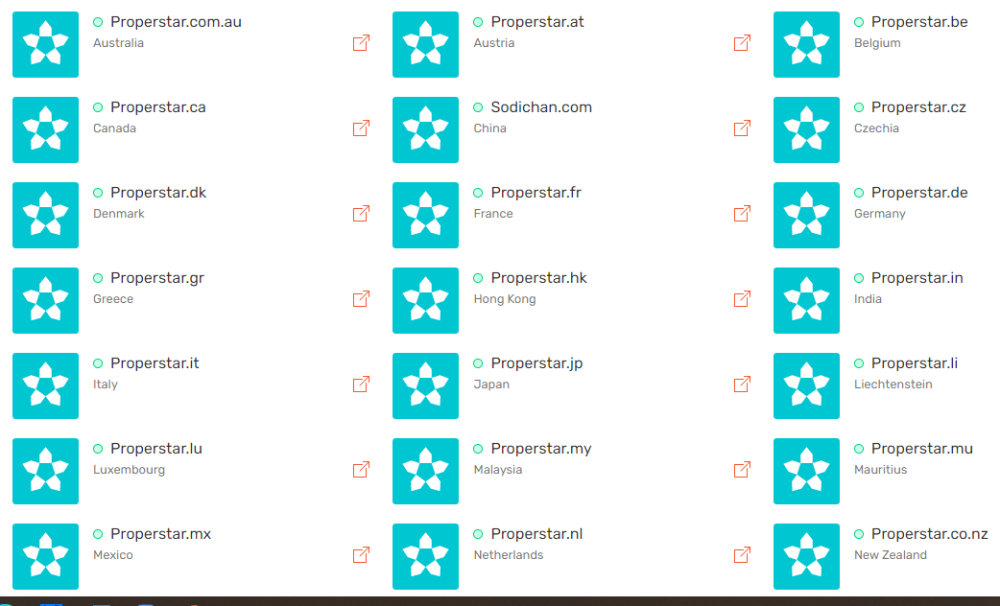 Properstar.com.au
Australia
Properstar.at
Austria
Properstar.be
Belgium
Properstar.ca
Canada
Sodichan.com
China
Properstar.cz
Czechia
Properstar.dk
Denmark
Properstar.fr
France
Properstar.de
Germany
Properstar.gr
Greece
Properstar.hk
Hong Kong
Properstar.in
India
Properstar.it
Italy
Properstar.jp
Japan
Properstar.li
Liechtenstein
Properstar.lu
Luxembourg
Properstar.my
Malaysia
Properstar.mu
Mauritius
Properstar.mx
Mexico
Properstar.nl
Netherlands
Properstar.co.nz
New Zealand